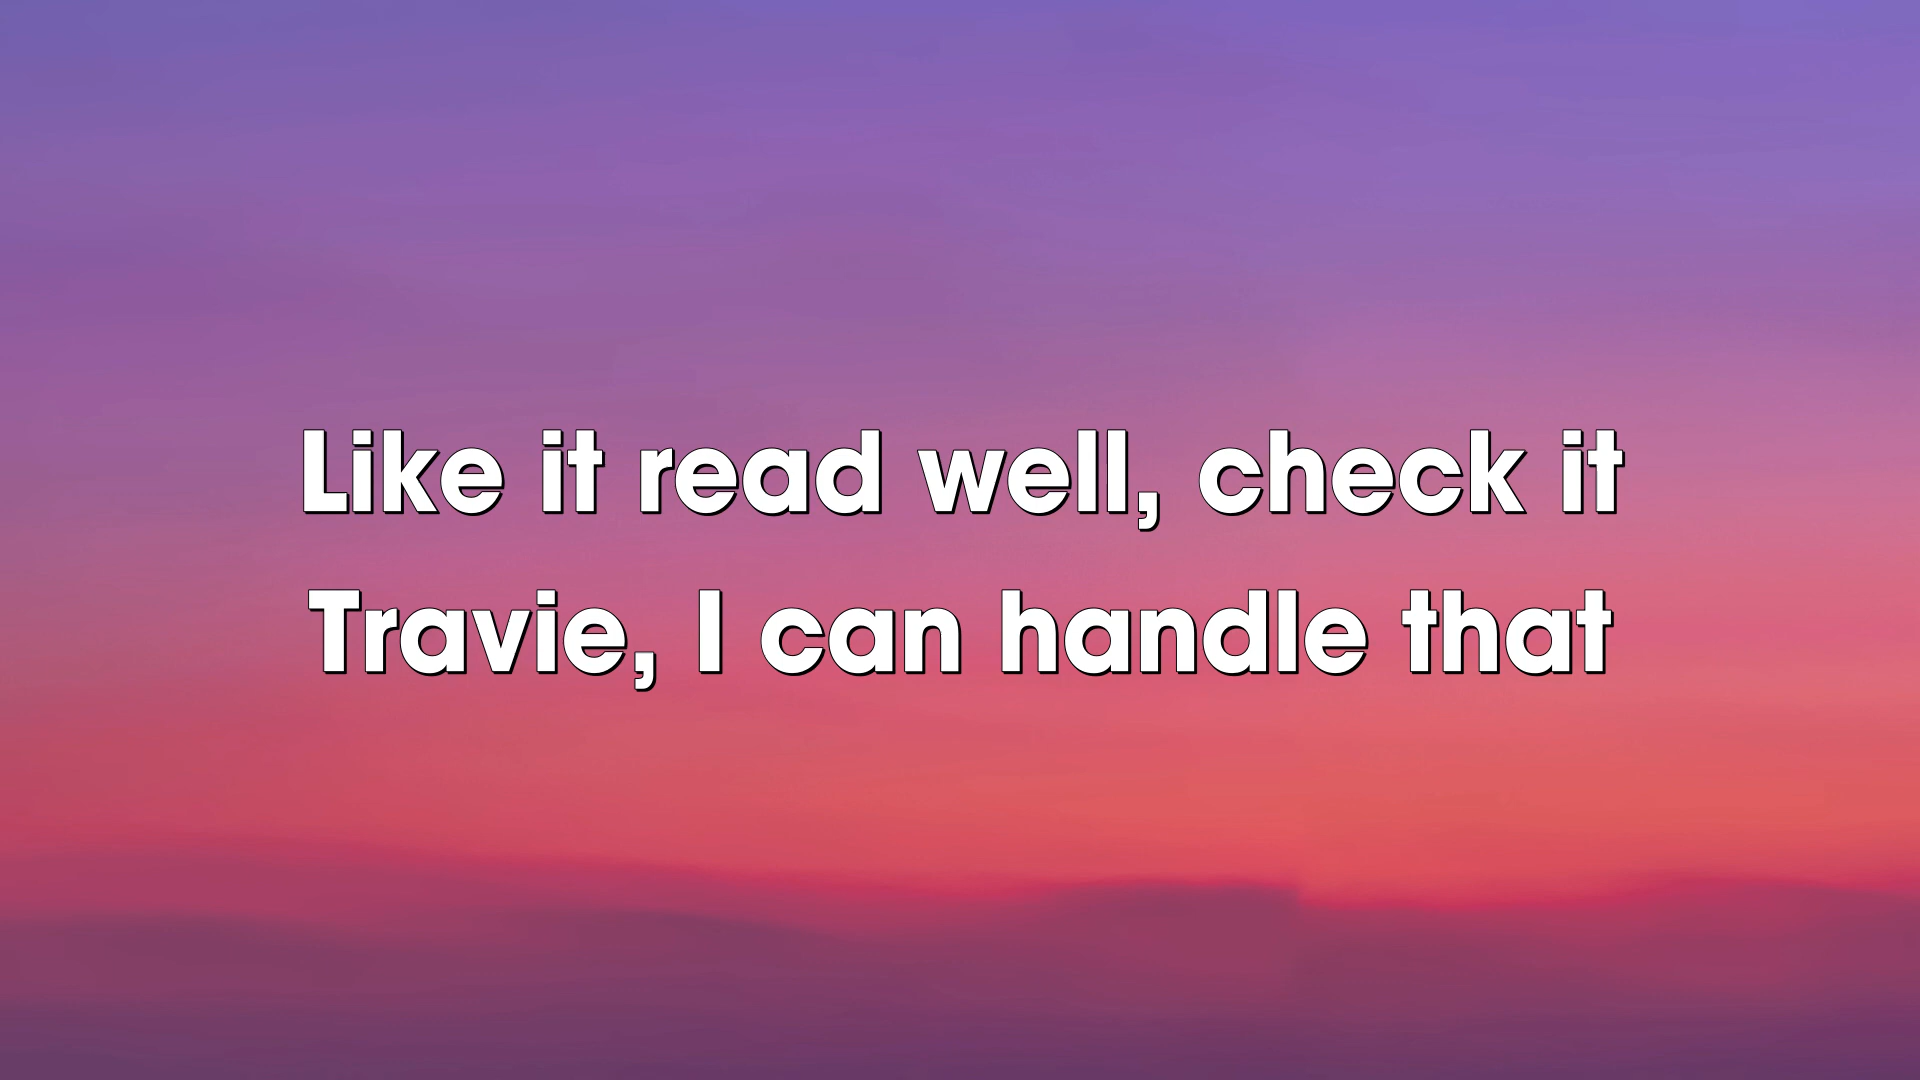 Like it read well, check it
Travie, I can handle that